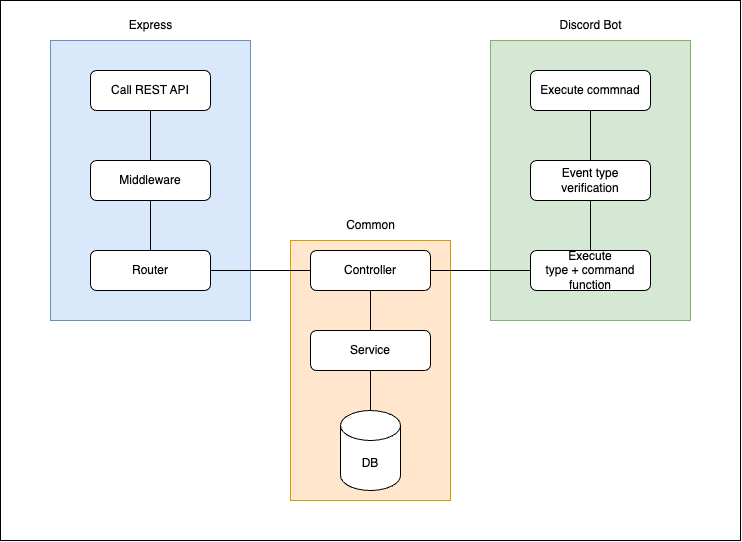 Express
Discord Bot
Call REST API
Execute commnad
Middleware
Event type
verification
Common
Router
Controller
Execute
type + command
function
Service
DB